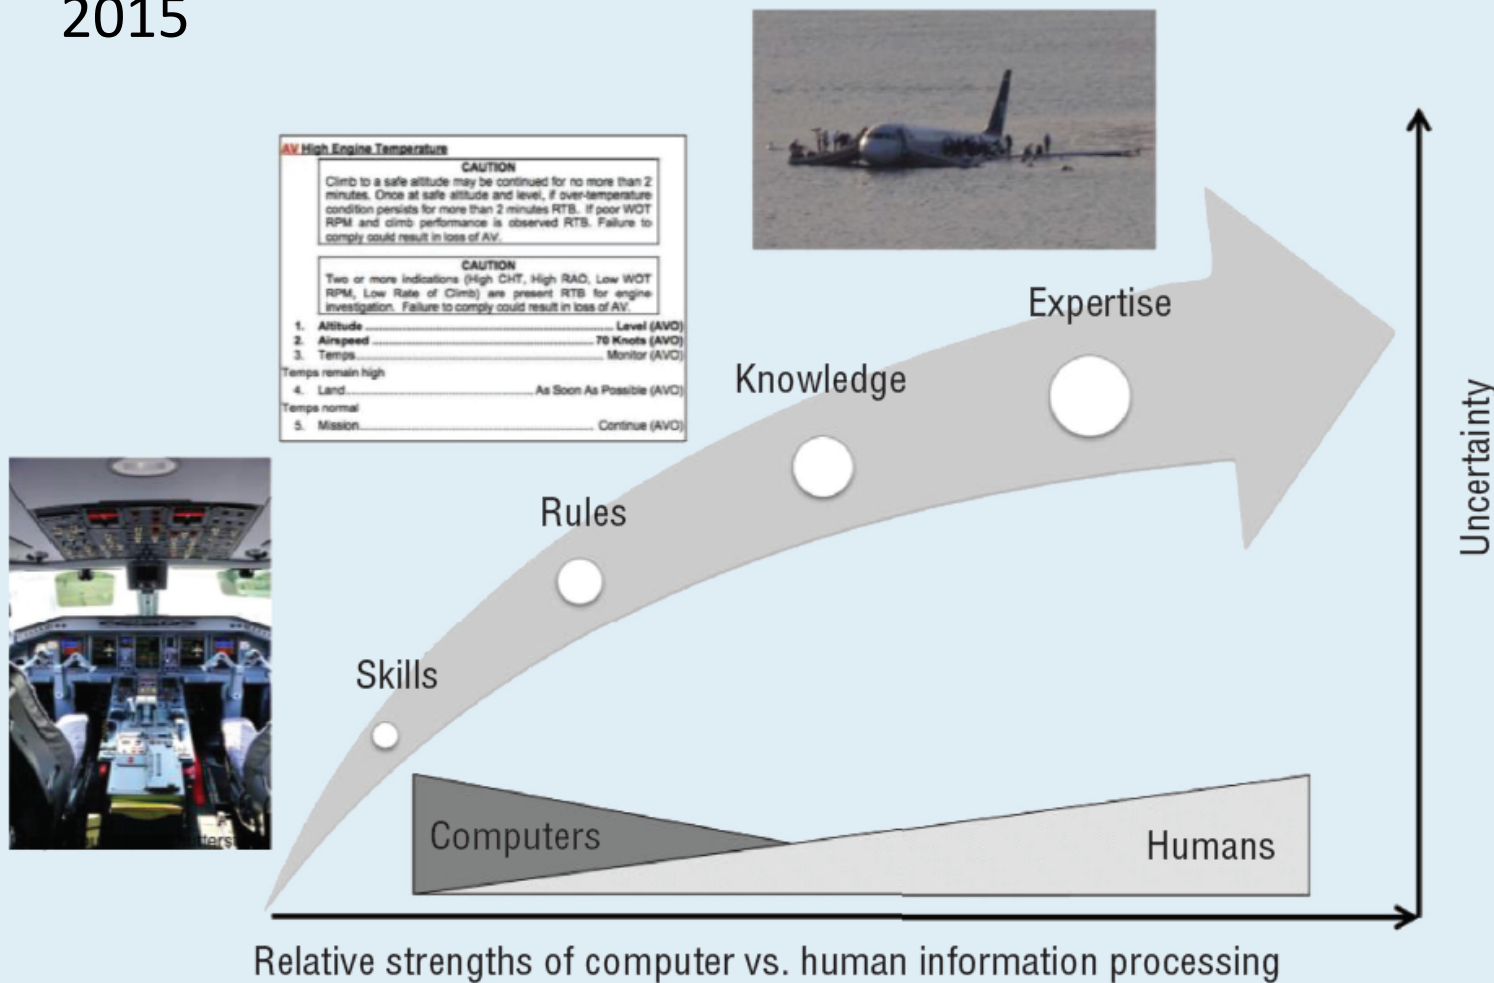 2015
AV High Engine Temperature
CAUTION
Climb to a safe altitude may be continued for no more than 2
minutes. Once at safe altitude and level, if over-temperature
condition persists for more than 2 minutes RTB. If poor WOT
RPM and climb performance is observed RTB. Failure to
comply could result in loss of AV.
CAUTION
Two or more indications (High CHT, High RAO, Low WOT
RPM, Low Rate of Climb) are present RTB for engine
investigation. Failure to comply could result in loss of AV.
1. Altitude ........ Level (AVO)
2. Airspeed ........ 70 Knots (AVO)
3. Temps ........ Monitor (AVO)
Temps remain high
4. Land ........ As Soon As Possible (AVO)
Temps normal
5. Mission ........ Continue (AVO)
Expertise
Knowledge
Rules
Skills
Uncertainty
Computers
Humans
Relative strengths of computer vs. human information processing